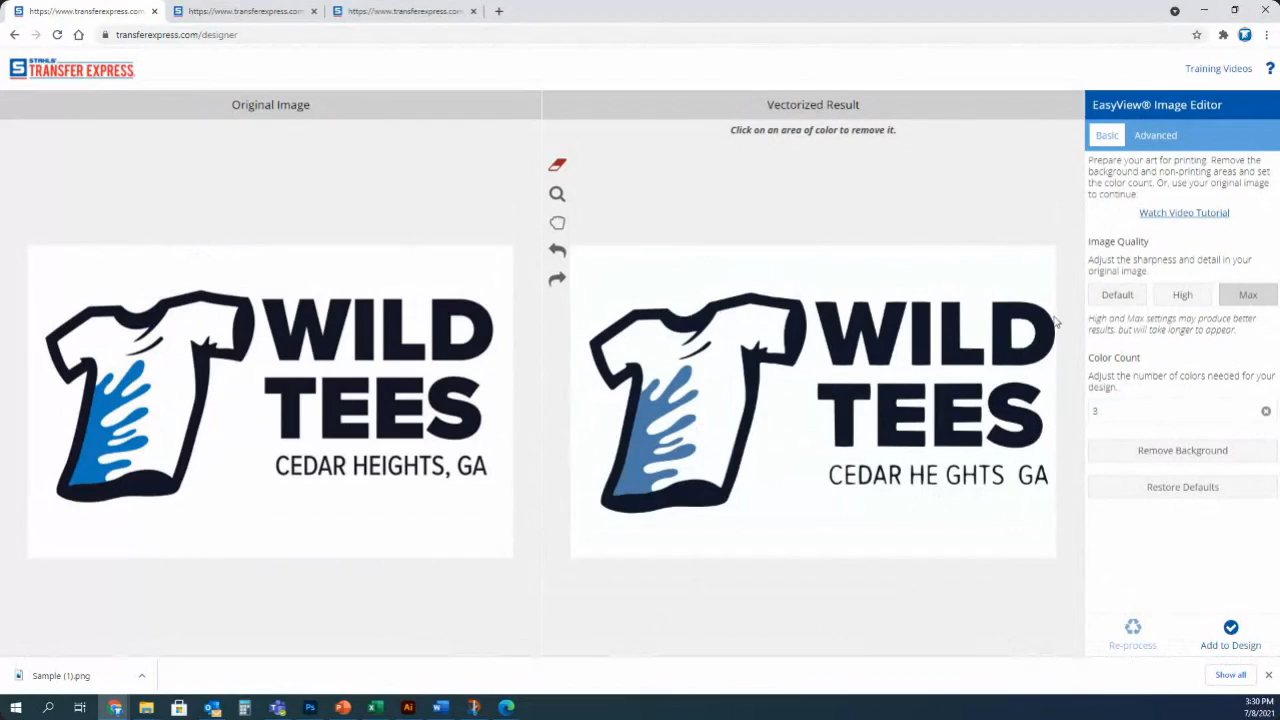 https://www.transferexpress.com/ https://www.transferexpress.com/ https://www.transferexpress.com/
transferexpress.com/designer
STAHLS' TRANSFER EXPRESS
Training Videos ?
Original Image
Vectorized Result
EasyView® Image Editor
Click on an area of color to remove it.
Basic Advanced
Prepare your art for printing. Remove the
background and non-printing areas and set
the color count. Or, use your original image
to continue.
Watch Video Tutorial
Image Quality
Adjust the sharpness and detail in your
original image.
Default High Max
High and Max settings may produce better
results, but will take longer to appear.
Color Count
Adjust the number of colors needed for your
design.
3
Remove Background
Restore Defaults
WILD
TEES
CEDAR HEIGHTS, GA
WILD
TEES
CEDAR HE GHTS GA
Re-process
Add to Design
Sample (1).png
Show all
3:30 PM
7/8/2021